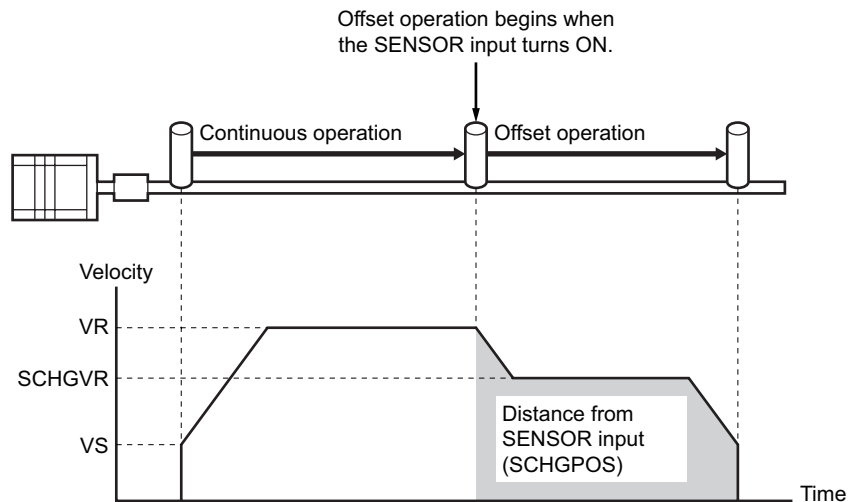 Offset operation begins when
the SENSOR input turns ON.
Continuous operation
Offset operation
Velocity
VR
SCHGVR
VS
Distance from
SENSOR input
(SCHGPOS)
Time